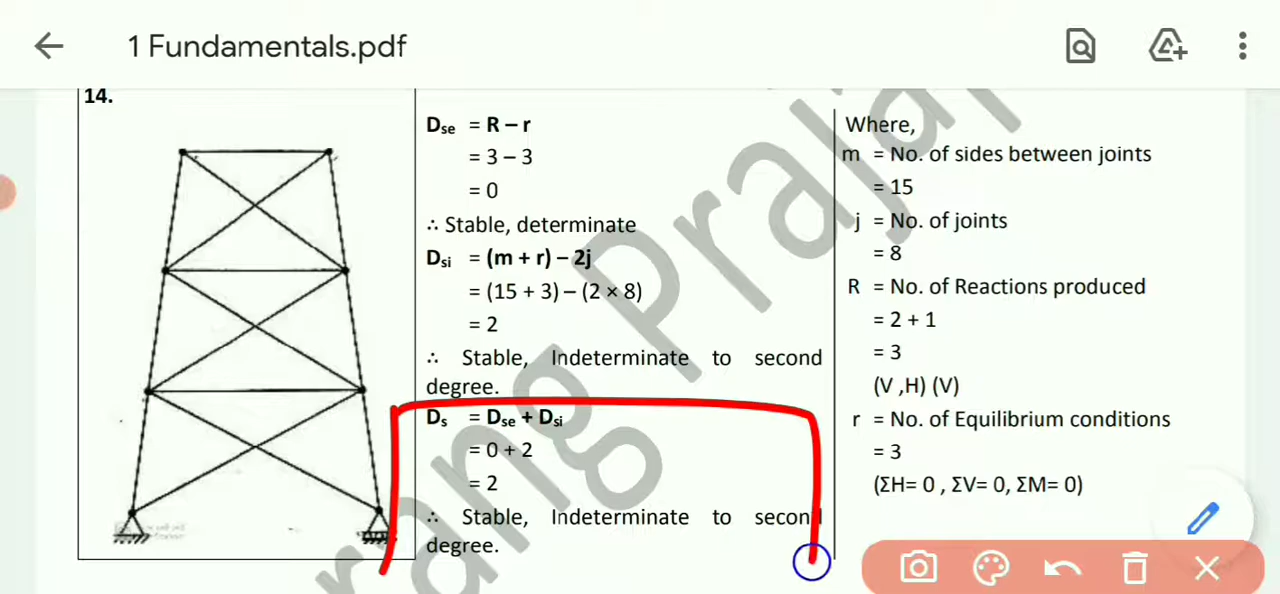 1 Fundamentals.pdf
14.
Dse = R – r
= 3 – 3
= 0
∴ Stable, determinate
Dsi = (m + r) – 2j
= (15 + 3) – (2 × 8)
= 2
∴ Stable, Indeterminate to second
degree.
Ds = Dse + Dsi
= 0 + 2
= 2
∴ Stable, Indeterminate to second
degree.
Where,
m = No. of sides between joints
= 15
j = No. of joints
= 8
R = No. of Reactions produced
= 2 + 1
= 3
(V ,H) (V)
r = No. of Equilibrium conditions
= 3
(ΣH= 0 , ΣV= 0, ΣM= 0)